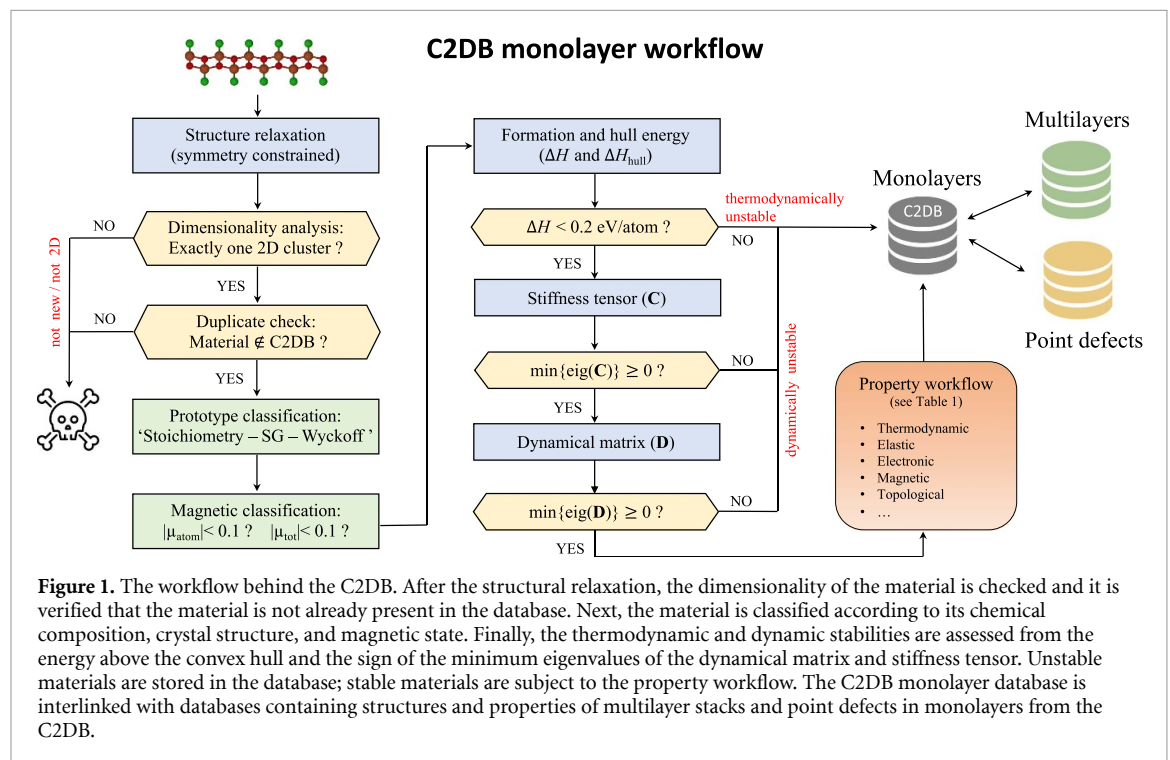 C2DB monolayer workflow
Structure relaxation
(symmetry constrained)
NO
Dimensionality analysis:
Exactly one 2D cluster ?
YES
not new / not 2D
NO
Duplicate check:
Material ∉ C2DB ?
YES
Prototype classification:
‘Stoichiometry – SG – Wyckoff ’
Magnetic classification:
|μatom|< 0.1 ? |μtot|< 0.1 ?
Formation and hull energy
(ΔH and ΔHhull)
thermodynamically
unstable
ΔH < 0.2 eV/atom ?
NO
YES
Stiffness tensor (C)
min{eig(C)} ≥ 0 ?
NO
dynamically unstable
YES
Dynamical matrix (D)
min{eig(D)} ≥ 0 ?
NO
YES
Monolayers
C2DB
Multilayers
Point defects
Property workflow
(see Table 1)
• Thermodynamic
• Elastic
• Electronic
• Magnetic
• Topological
• …
Figure 1. The workflow behind the C2DB. After the structural relaxation, the dimensionality of the material is checked and it is
verified that the material is not already present in the database. Next, the material is classified according to its chemical
composition, crystal structure, and magnetic state. Finally, the thermodynamic and dynamic stabilities are assessed from the
energy above the convex hull and the sign of the minimum eigenvalues of the dynamical matrix and stiffness tensor. Unstable
materials are stored in the database; stable materials are subject to the property workflow. The C2DB monolayer database is
interlinked with databases containing structures and properties of multilayer stacks and point defects in monolayers from the
C2DB.